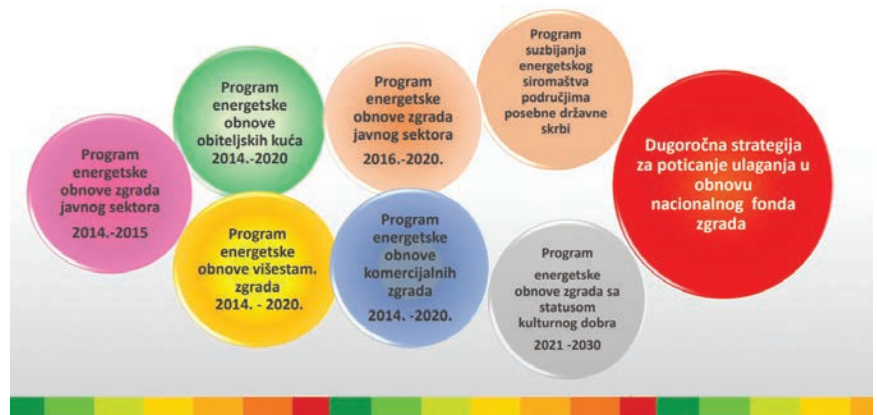 Program
energetske
obnove zgrada
javnog sektora
2014.-2015
Program
energetske
obnove
obiteljskih kuća
2014.-2020
Program
energetske
obnove višestam.
zgrada
2014. - 2020.
Program
energetske
obnove zgrada
javnog sektora
2016.-2020.
Program
energetske
obnove
komercijalnih
zgrada
2014. -2020.
Program
suzbijanja
energetskog
siromaštva
područjima
posebne državne
skrbi
Program
energetske
obnove zgrada sa
statusom
kulturnog dobra
2021 -2030
Dugoročna strategija
za poticanje ulaganja u
obnovu
nacionalnog fonda
zgrada